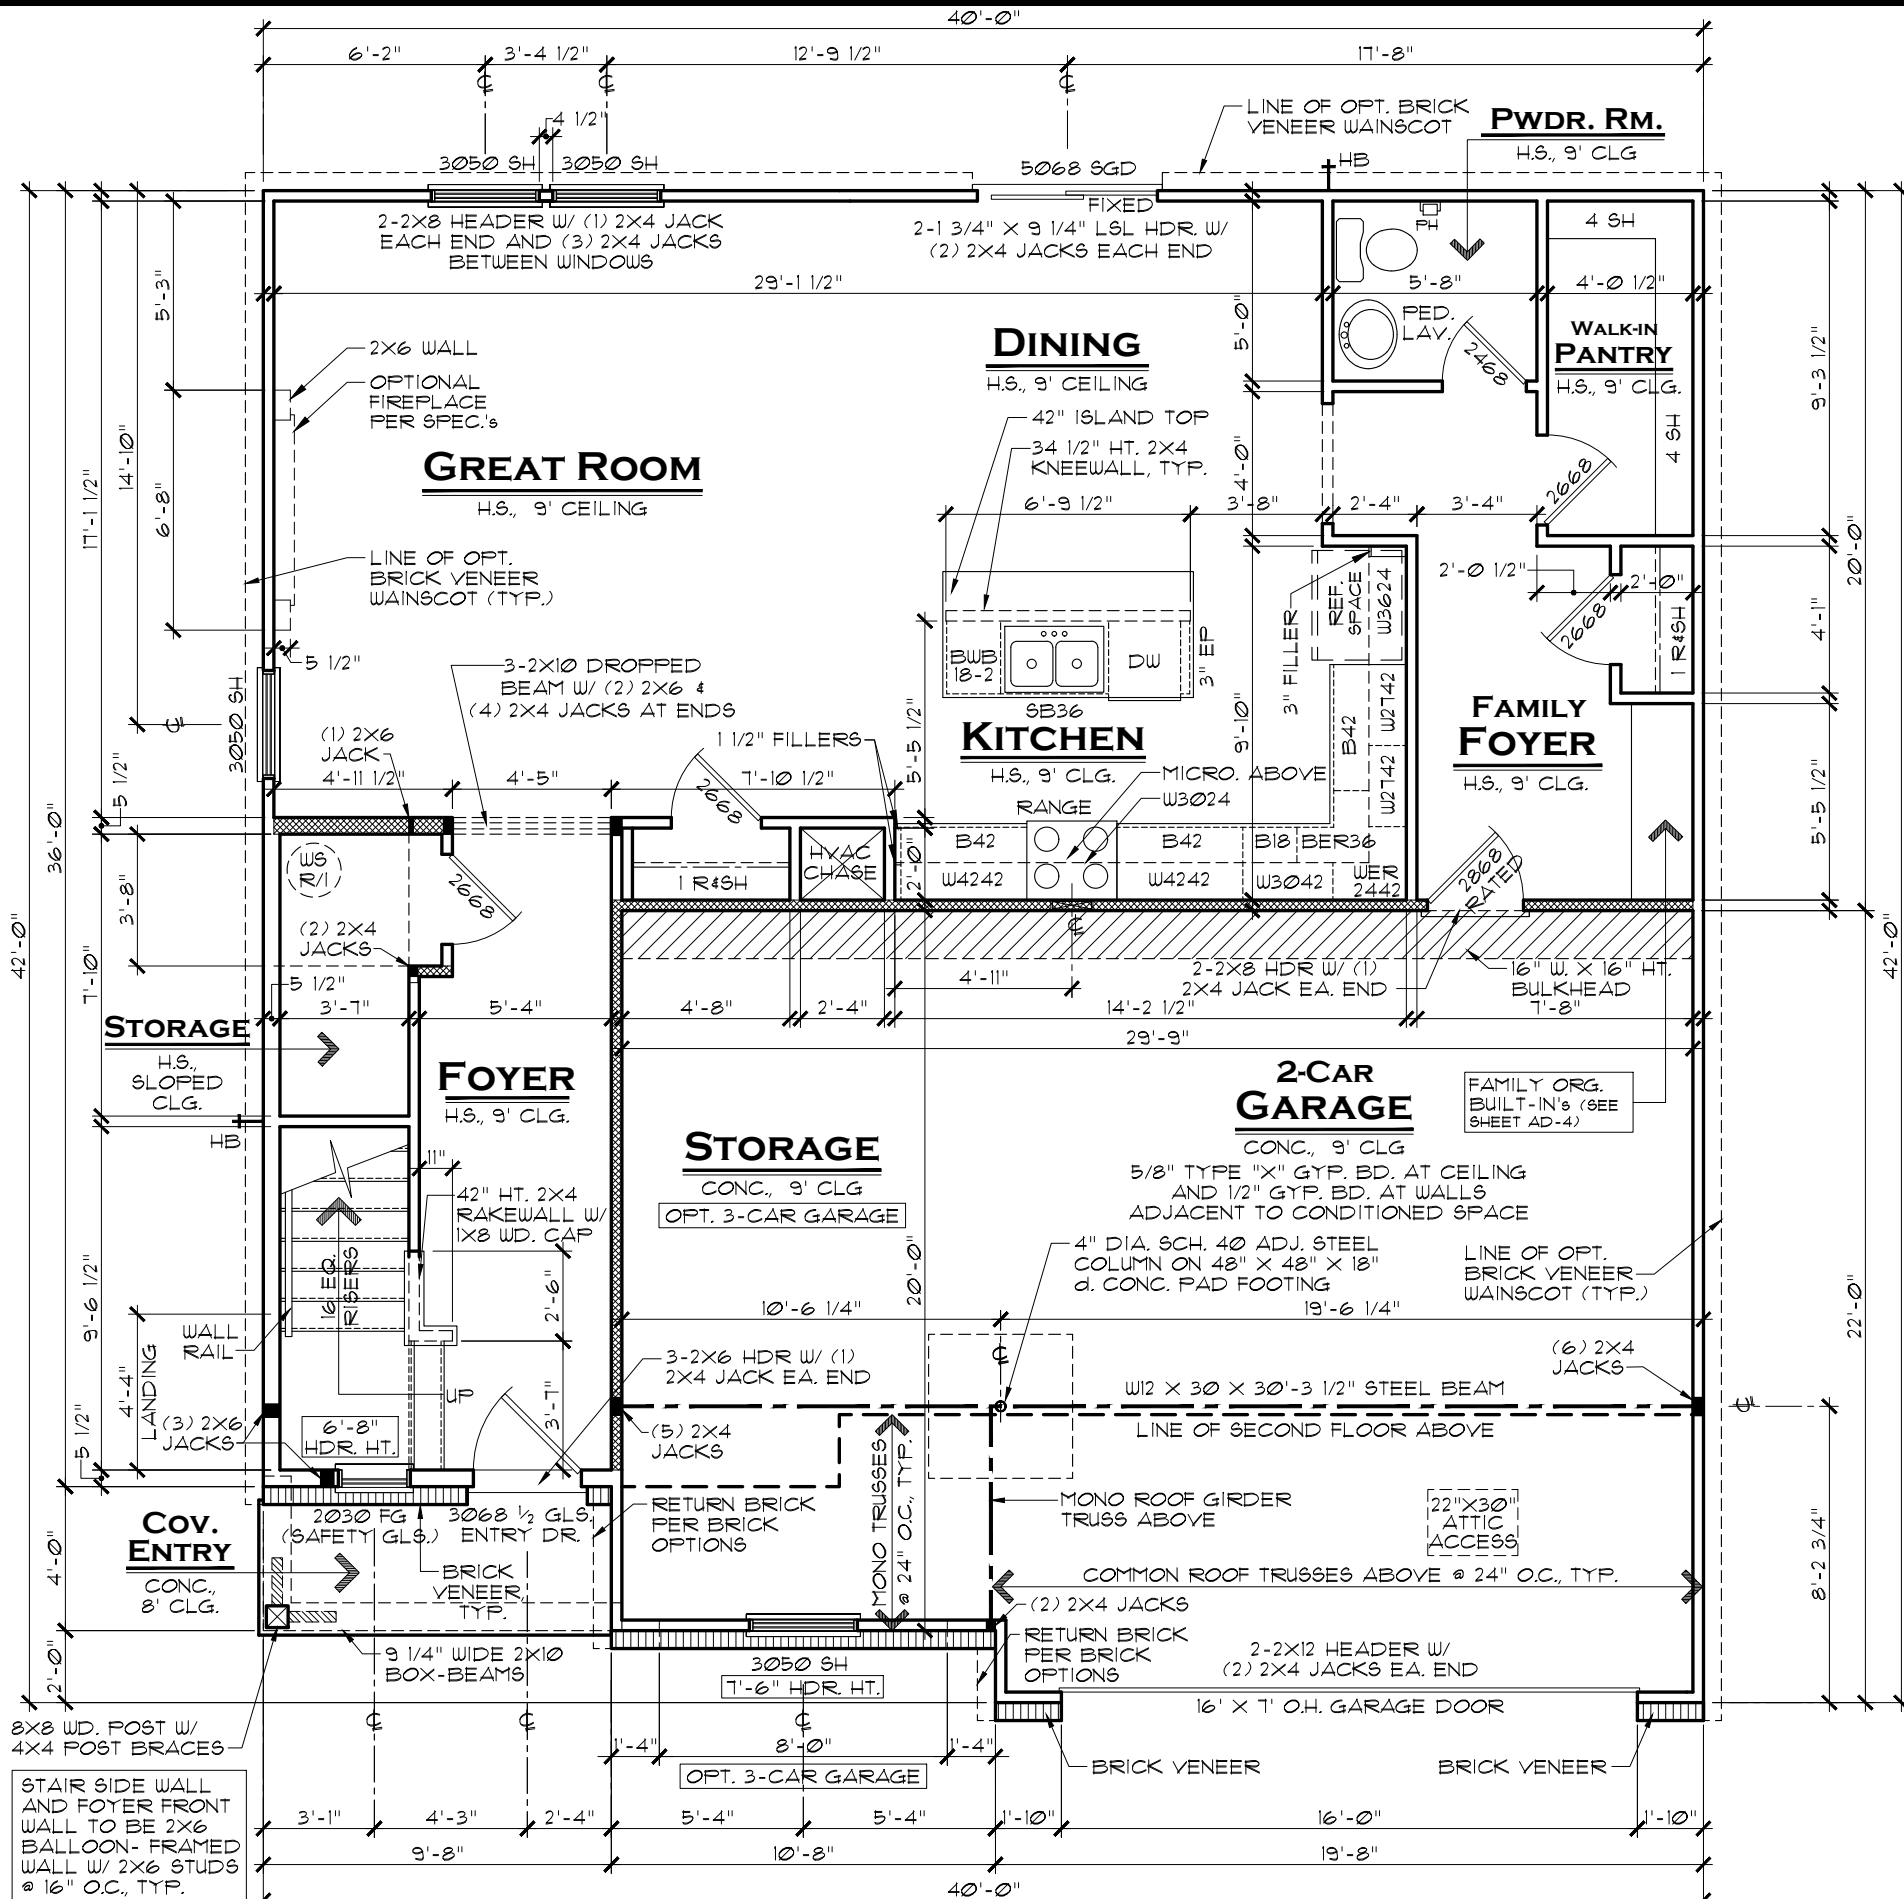 40'-0"
6'-2"
3'-4 1/2"
12'-9 1/2"
17'-8"
4 1/2"
3050 SH
3050 SH
5068 SGD
LINE OF OPT. BRICK
VENEER WAINSCOT
PWDR. RM.
H.S., 9' CLG
HB
FIXED
PH
4 SH
2-2X8 HEADER W/ (1) 2X4 JACK
EACH END AND (3) 2X4 JACKS
BETWEEN WINDOWS
2-1 3/4" X 9 1/4" LSL HDR. W/
(2) 2X4 JACKS EACH END
29'-1 1/2"
5'-8"
4'-0 1/2"
5'-3"
5'-0"
PED.
LAV.
2468
WALK-IN
PANTRY
H.S., 9' CLG.
4 SH
9'-3 1/2"
DINING
H.S., 9' CEILING
2X6 WALL
OPTIONAL
FIREPLACE
PER SPEC.'s
42" ISLAND TOP
34 1/2" HT. 2X4
KNEEWALL, TYP.
GREAT ROOM
H.S., 9' CEILING
14'-10"
17'-1 1/2"
6'-8"
4'-0"
2668
6'-9 1/2"
3'-8"
2'-4"
3'-4"
20'-0"
LINE OF OPT.
BRICK VENEER
WAINSCOT (TYP.)
2'-0 1/2"
2'-0"
2668
1 R&SH
4'-1"
REF.
SPACE
W3624
3" FILLER
3" EP
BWB
18-2
DW
SB36
5 1/2"
3050 SH
3-2X10 DROPPED
BEAM W/ (2) 2X6 &
(4) 2X4 JACKS AT ENDS
(1) 2X6
JACK
1 1/2" FILLERS
KITCHEN
H.S., 9' CLG.
5'-5 1/2"
9'-10"
B42
W2742
W2742
FAMILY
FOYER
H.S., 9' CLG.
5'-5 1/2"
4'-11 1/2"
4'-5"
7'-10 1/2"
2668
MICRO. ABOVE
RANGE
W3024
5 1/2"
36'-0"
42'-0"
WS
R/I
2668
3'-8"
7'-10"
1 R&SH
HVAC
CHASE
2'-0"
B42
B42
B18
BER36
W4242
W4242
W3042
WER
2442
2868
RATED
(2) 2X4
JACKS
4'-11"
2-2X8 HDR W/ (1)
2X4 JACK EA. END
16" W. X 16" HT.
BULKHEAD
42'-0"
5 1/2"
3'-7"
5'-4"
4'-8"
2'-4"
14'-2 1/2"
7'-8"
29'-9"
STORAGE
H.S.,
SLOPED
CLG.
FOYER
H.S., 9' CLG.
HB
2-CAR
GARAGE
CONC., 9' CLG
5/8" TYPE "X" GYP. BD. AT CEILING
AND 1/2" GYP. BD. AT WALLS
ADJACENT TO CONDITIONED SPACE
FAMILY ORG.
BUILT-IN's (SEE
SHEET AD-4)
STORAGE
CONC., 9' CLG
OPT. 3-CAR GARAGE
11"
42" HT. 2X4
RAKEWALL W/
1X8 WD. CAP
16 EQ.
RISERS
2'-6"
20'-0"
4" DIA. SCH. 40 ADJ. STEEL
COLUMN ON 48" X 48" X 18"
d. CONC. PAD FOOTING
LINE OF OPT.
BRICK VENEER
WAINSCOT (TYP.)
9'-6 1/2"
10'-6 1/4"
19'-6 1/4"
22'-0"
WALL
RAIL
4'-4"
LANDING
3-2X6 HDR W/ (1)
2X4 JACK EA. END
(6) 2X4
JACKS
UP
W12 X 30 X 30'-3 1/2" STEEL BEAM
LINE OF SECOND FLOOR ABOVE
(3) 2X6
JACKS
6'-8"
HDR. HT.
3'-7"
(5) 2X4
JACKS
5 1/2"
MONO TRUSSES
@ 24" O.C., TYP.
2030 FG
(SAFETY GLS.)
3068 ½ GLS.
ENTRY DR.
RETURN BRICK
PER BRICK
OPTIONS
MONO ROOF GIRDER
TRUSS ABOVE
22"X30"
ATTIC
ACCESS
COV.
ENTRY
CONC.,
8' CLG.
BRICK
VENEER,
TYP.
COMMON ROOF TRUSSES ABOVE @ 24" O.C., TYP.
8'-2 3/4"
4'-0"
(2) 2X4 JACKS
RETURN BRICK
PER BRICK
OPTIONS
2-2X12 HEADER W/
(2) 2X4 JACKS EA. END
2'-0"
9 1/4" WIDE 2X10
BOX-BEAMS
3050 SH
7'-6" HDR. HT.
16' X 7' O.H. GARAGE DOOR
8X8 WD. POST W/
4X4 POST BRACES
1'-4"
8'-0"
1'-4"
OPT. 3-CAR GARAGE
BRICK VENEER
BRICK VENEER
STAIR SIDE WALL
AND FOYER FRONT
WALL TO BE 2X6
BALLOON- FRAMED
WALL W/ 2X6 STUDS
@ 16" O.C., TYP.
3'-1"
4'-3"
2'-4"
5'-4"
5'-4"
1'-10"
16'-0"
1'-10"
9'-8"
10'-8"
19'-8"
40'-0"